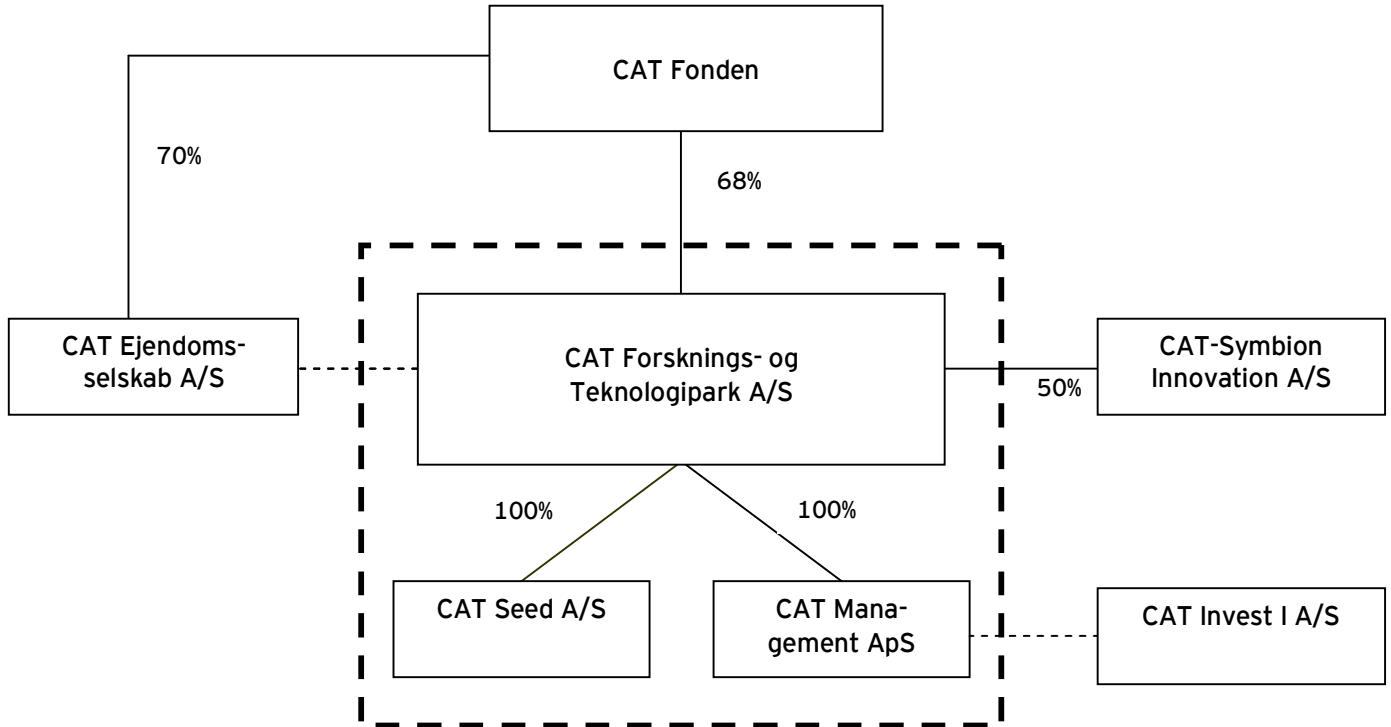 CAT Fonden
70%
68%
CAT Ejendoms-
selskab A/S
CAT Forsknings- og
Teknologipark A/S
CAT-Symbion
Innovation A/S
50%
100%
100%
CAT Seed A/S
CAT Mana-
gement ApS
CAT Invest I A/S